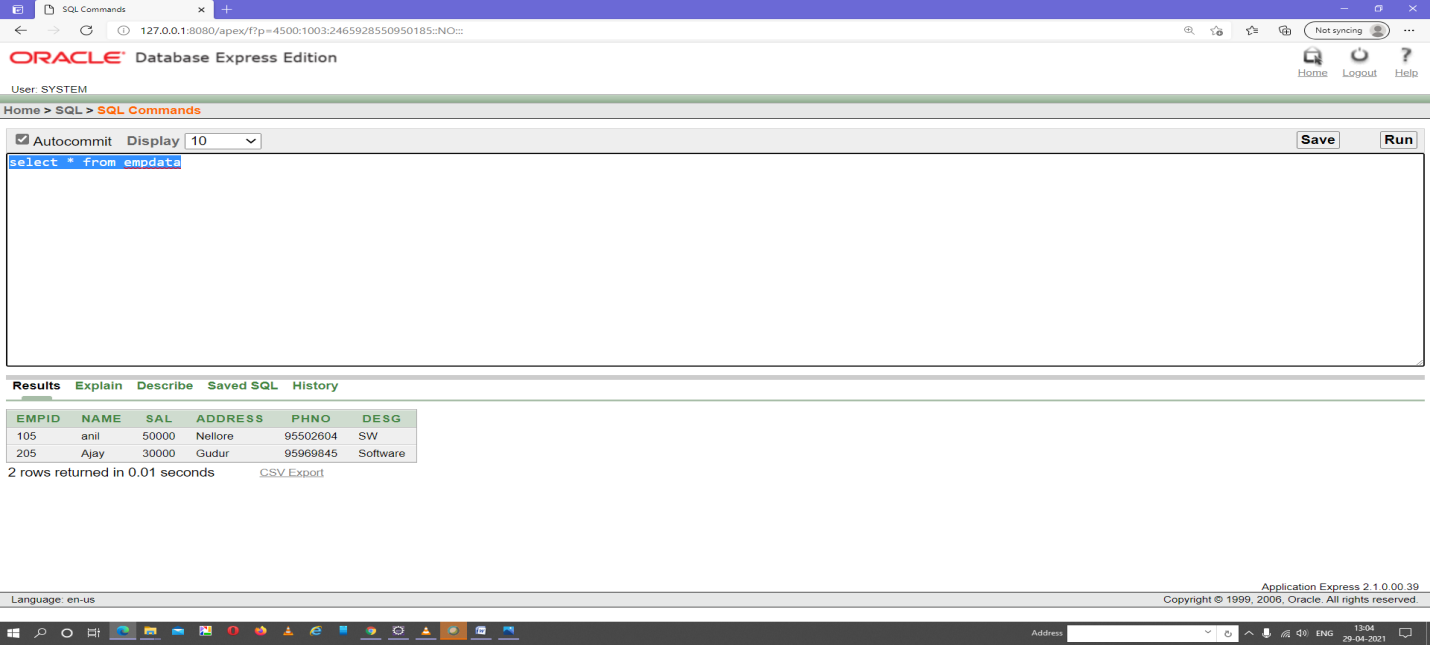 SQL Commands
127.0.0.1:8080/apex/f?p=4500:1003:2465928550950185::NO:::
Not syncing
ORACLE Database Express Edition
Home Logout Help
User: SYSTEM
Home > SQL > SQL Commands
Autocommit Display 10 Save Run
select * from empdata
Results Explain Describe Saved SQL History
EMPID NAME SAL ADDRESS PHNO DESG
105 anil 50000 Nellore 95502604 SW
205 Ajay 30000 Gudur 95969845 Software
2 rows returned in 0.01 seconds CSV Export
Application Express 2.1.0.00.39
Language: en-us Copyright © 1999, 2006, Oracle. All rights reserved.
Address ENG 13:04
29-04-2021